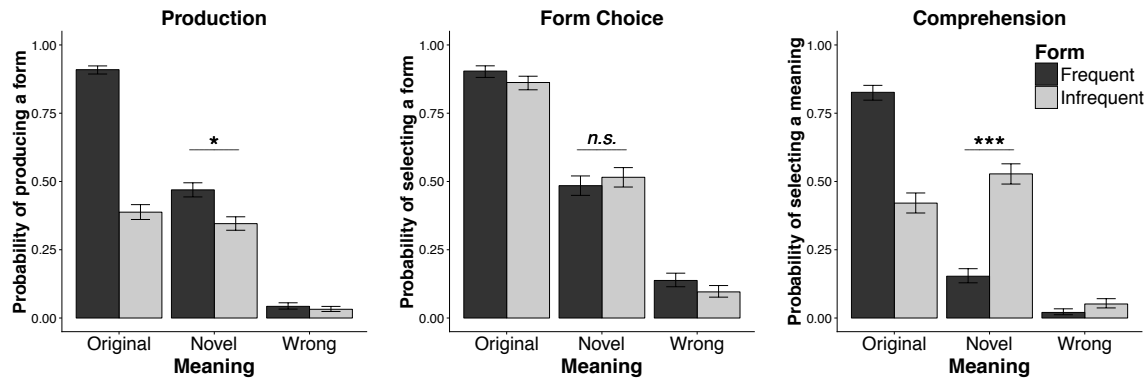 Production
Probability of producing a form
1.00
0.75
0.50
0.25
0.00
*
Original Novel Wrong
Meaning
Form Choice
Probability of selecting a form
1.00
0.75
0.50
0.25
0.00
n.s.
Original Novel Wrong
Meaning
Comprehension
Probability of selecting a meaning
1.00
0.75
0.50
0.25
0.00
***
Form
Frequent
Infrequent
Original Novel Wrong
Meaning